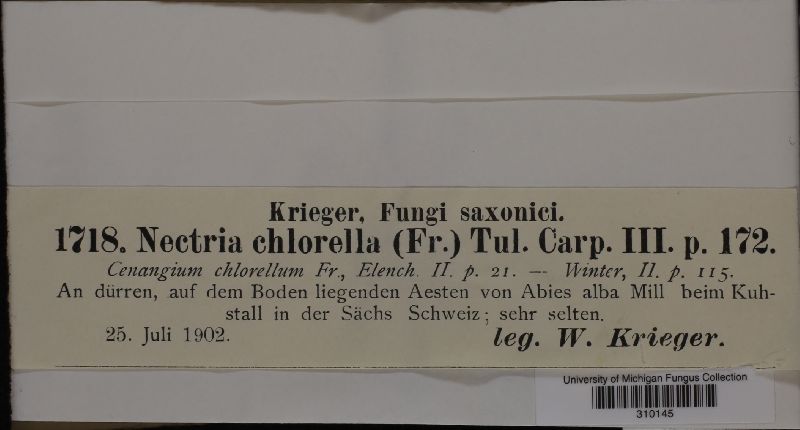 Krieger, Fungi saxonici.
1718. Nectria chlorella (Fr.) Tul. Carp. III. p. 172.
Cenangium chlorellum Fr., Elench. II. p. 21. — Winter, II. p. 115.
An dürren, auf dem Boden liegenden Aesten von Abies alba Mill beim Kuh-
stall in der Sächs Schweiz; sehr selten.
25. Juli 1902. leg. W. Krieger.
University of Michigan Fungus Collection
310145